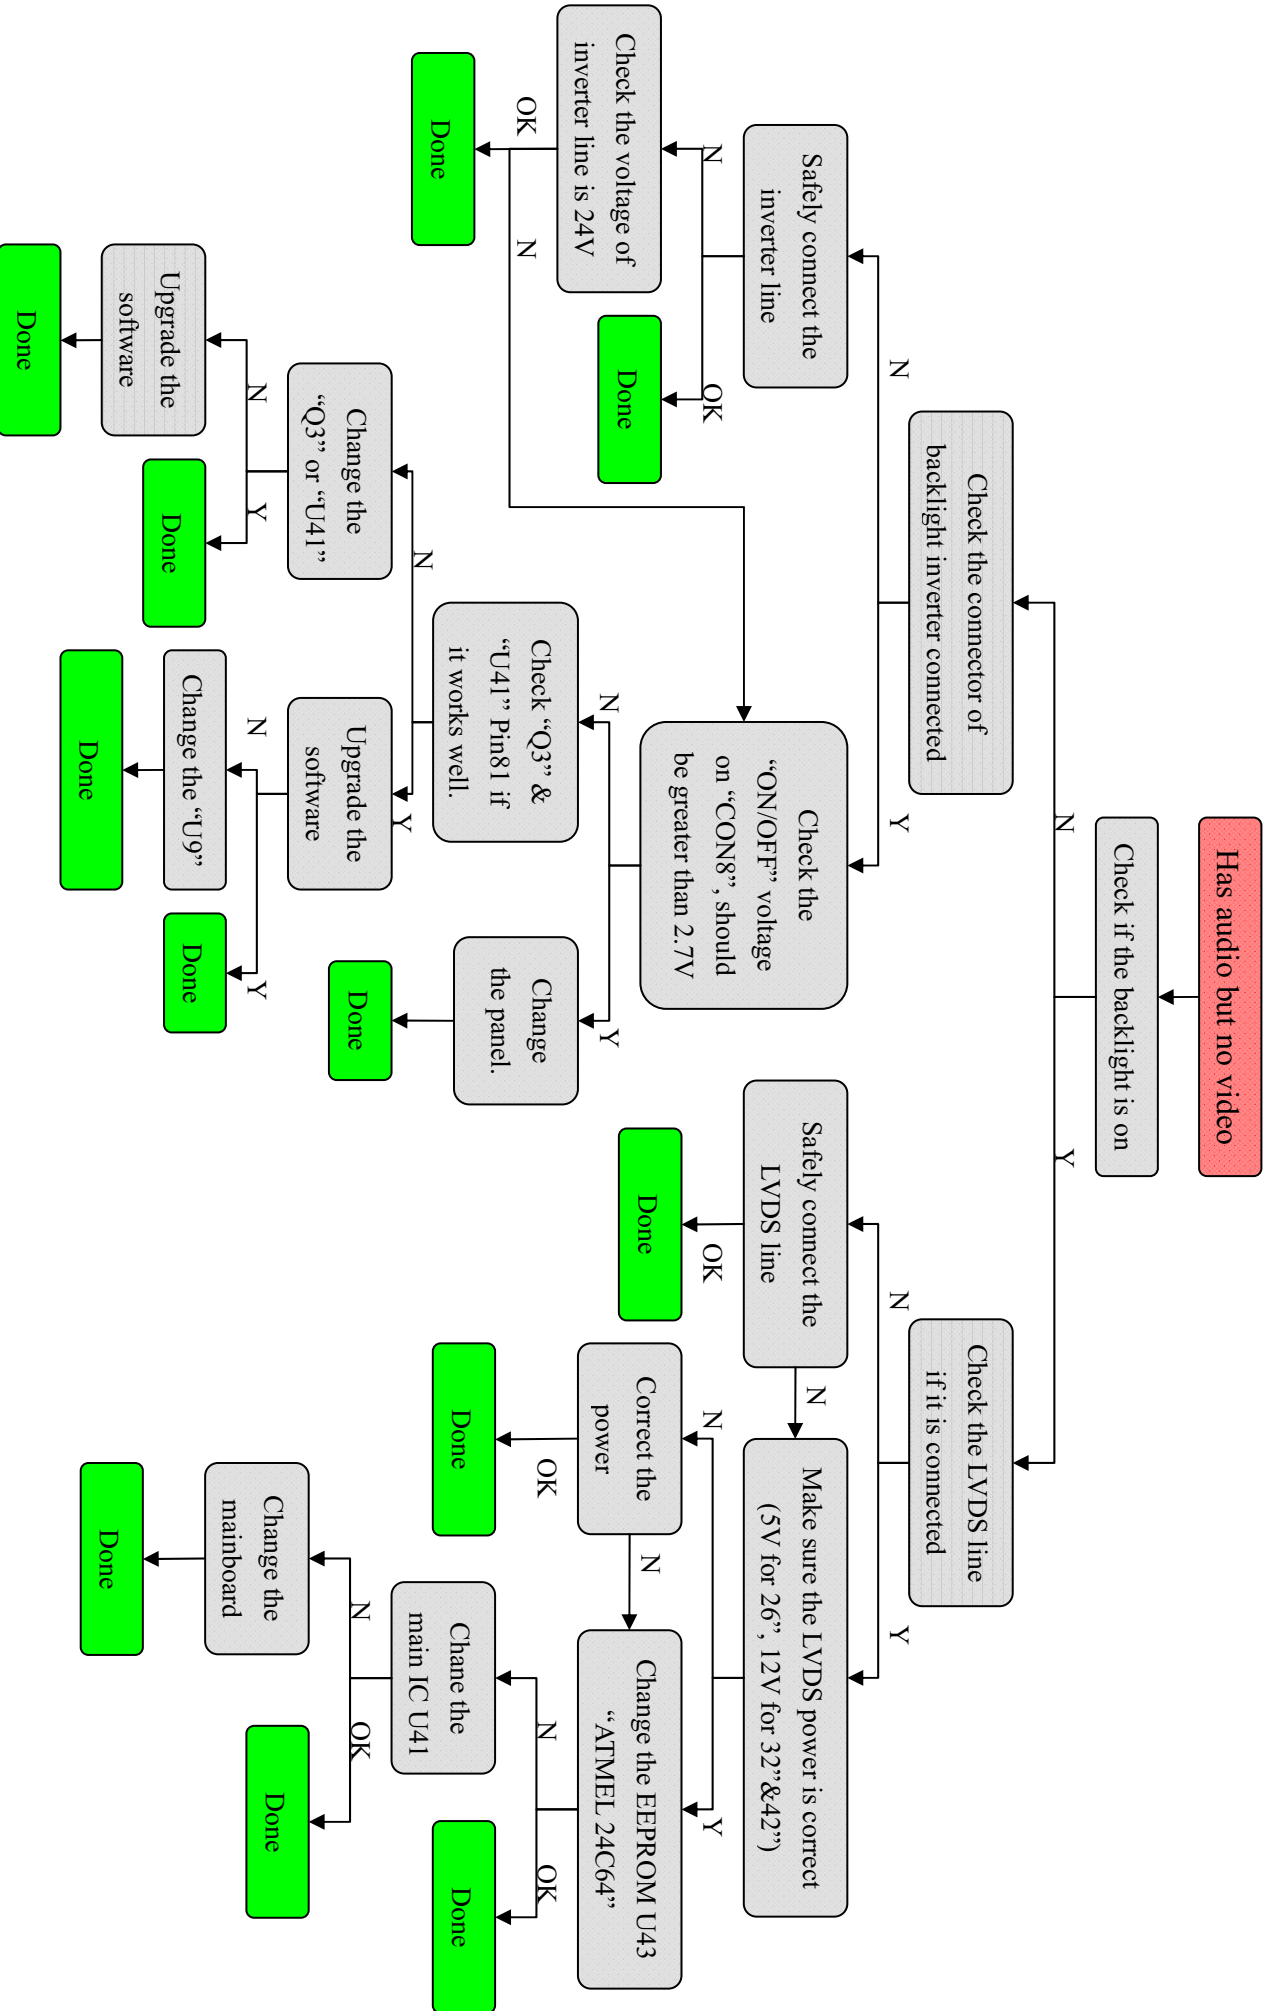 Has audio but no video
Check if the backlight is on
N
Y
Check the connector of
backlight inverter connected
Check the LVDS line
if it is connected
N
Y
N
Y
Safely connect the
inverter line
Check the
“ON/OFF” voltage
on “CON8”, should
be greater than 2.7V
Safely connect the
LVDS line
N
Make sure the LVDS power is correct
(5V for 26”, 12V for 32”&42”)
N
OK
OK
N
Y
Check the voltage of
inverter line is 24V
Done
N
Y
Done
Correct the
power
N
Change the EEPROM U43
“ATMEL 24C64”
OK
N
Check “Q3” &
“U41” Pin81 if
it works well.
Change
the panel.
OK
N
OK
Done
N
Y
Done
Done
Chane the
main IC U41
Done
Change the
“Q3” or “U41”
Upgrade the
software
N
OK
N
Y
N
Y
Change the
mainboard
Done
Upgrade the
software
Done
Change the “U9”
Done
Done
Done
Done